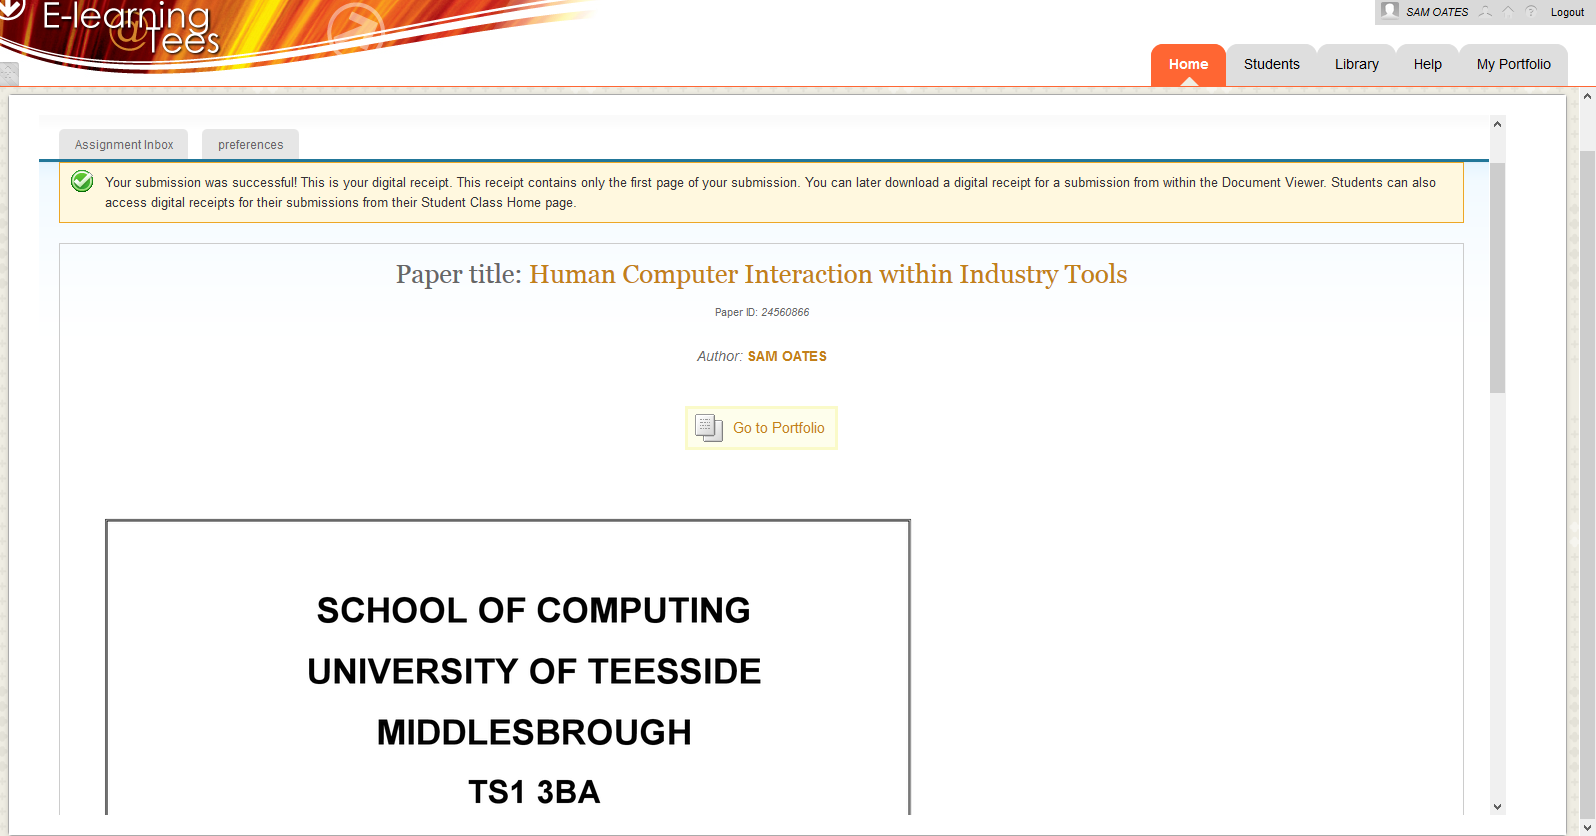 E-learning
@Tees
SAM OATES
Logout
Home
Students
Library
Help
My Portfolio
Assignment Inbox
preferences
Your submission was successful! This is your digital receipt. This receipt contains only the first page of your submission. You can later download a digital receipt for a submission from within the Document Viewer. Students can also
access digital receipts for their submissions from their Student Class Home page.
Paper title: Human Computer Interaction within Industry Tools
Paper ID: 24560866
Author: SAM OATES
Go to Portfolio
SCHOOL OF COMPUTING
UNIVERSITY OF TEESSIDE
MIDDLESBROUGH
TS1 3BA